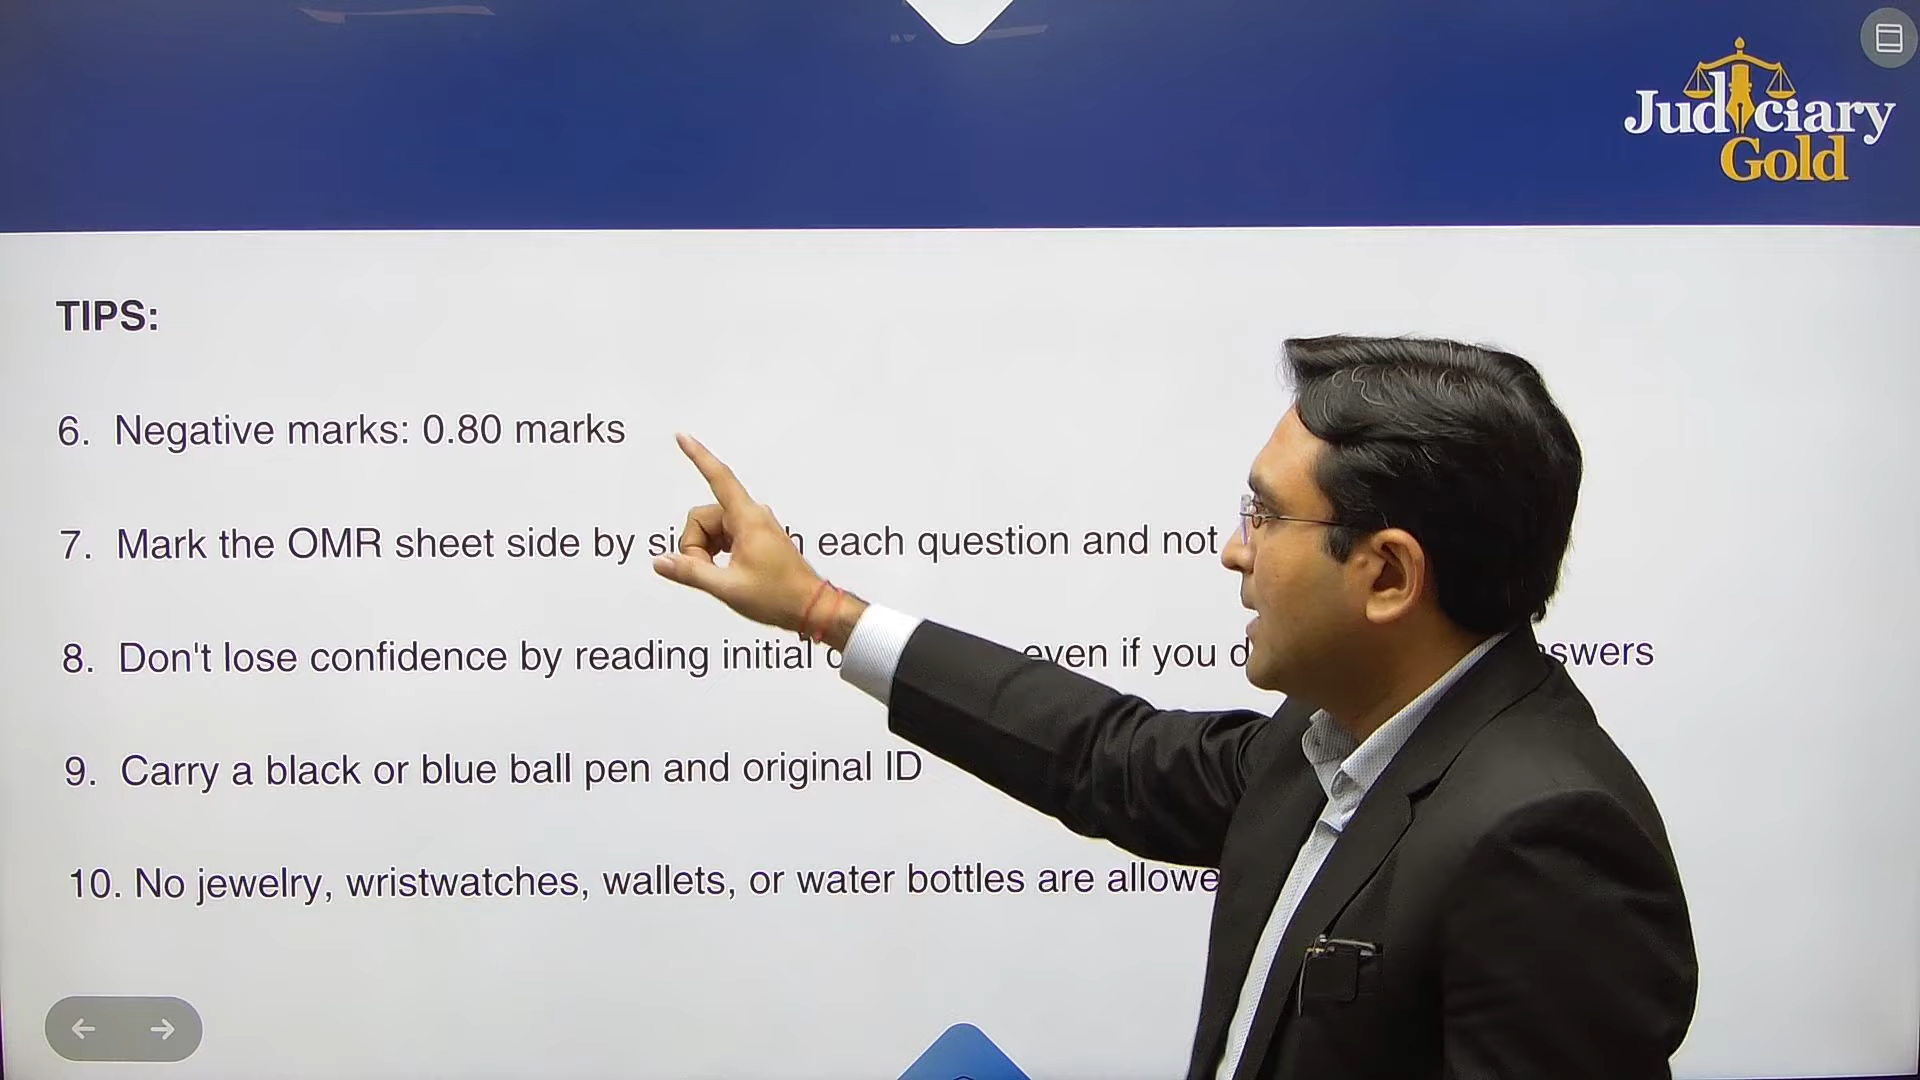 Judiciary
Gold
TIPS:
6. Negative marks: 0.80 marks
7. Mark the OMR sheet side by each question and not
8. Don't lose confidence by reading initial even if you
9. Carry a black or blue ball pen and original ID
10. No jewelry, wristwatches, wallets, or water bottles are